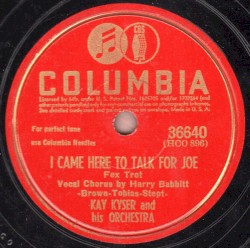 COLUMBIA
For perfect tone
use Columbia Needles
36640
(HCO 896)
I CAME HERE TO TALK FOR JOE
Fox Trot
Vocal Chorus by Harry Babbitt
-Brown-Tobias-Stept-
KAY KYSER and
his ORCHESTRA